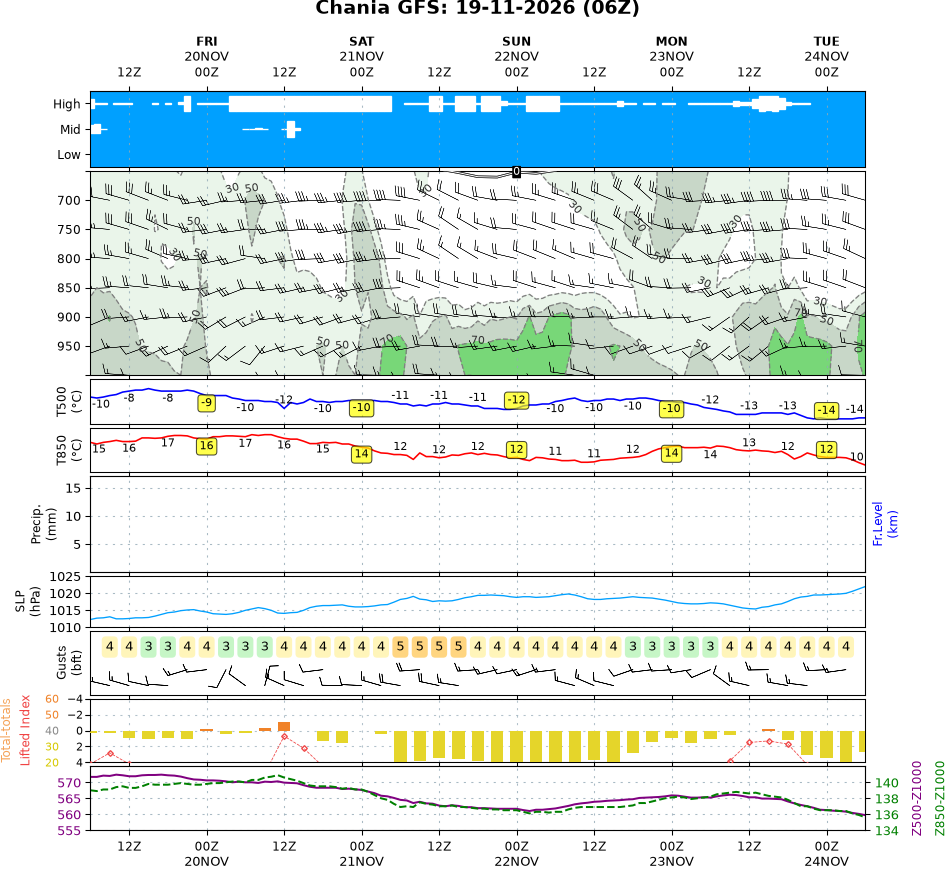 Chania GFS: 19-11-2026 (06Z)
FRI SAT SUN MON TUE
20NOV 21NOV 22NOV 23NOV 24NOV
12Z 00Z 12Z 00Z 12Z 00Z 12Z 00Z 12Z 00Z
High
Mid
Low
0
30 50 50 30 30
700
50 50 30
750
30 50 50
800
30 30
850
30
50 70 50
900
50 50 50 70 70 50 50 70
950
T500
(°C)
-10 -8 -8 -9 -10 -12 -10 -10 -11 -11 -11 -12 -10 -10 -10 -10 -12 -13 -13 -14 -14
T850
(°C)
15 16 17 16 17 16 15 14 12 12 12 12 11 11 12 14 14 13 12 12 10
Precip.
(mm)
15
10
5
Fr.Level
(km)
SLP
(hPa)
1025
1020
1015
1010
Gusts
(bft)
4 4 3 3 4 4 3 3 3 4 4 4 4 4 4 5 5 5 5 4 4 4 4 4 4 4 4 3 3 3 3 3 4 4 4 4 4 4 4
Total-totals
Lifted Index
60 −4
50 −2
40 0
30 2
20 4
570
565
560
555
140
138
136
134
Z500-Z1000
Z850-Z1000
12Z 00Z 12Z 00Z 12Z 00Z 12Z 00Z 12Z 00Z
20NOV 21NOV 22NOV 23NOV 24NOV